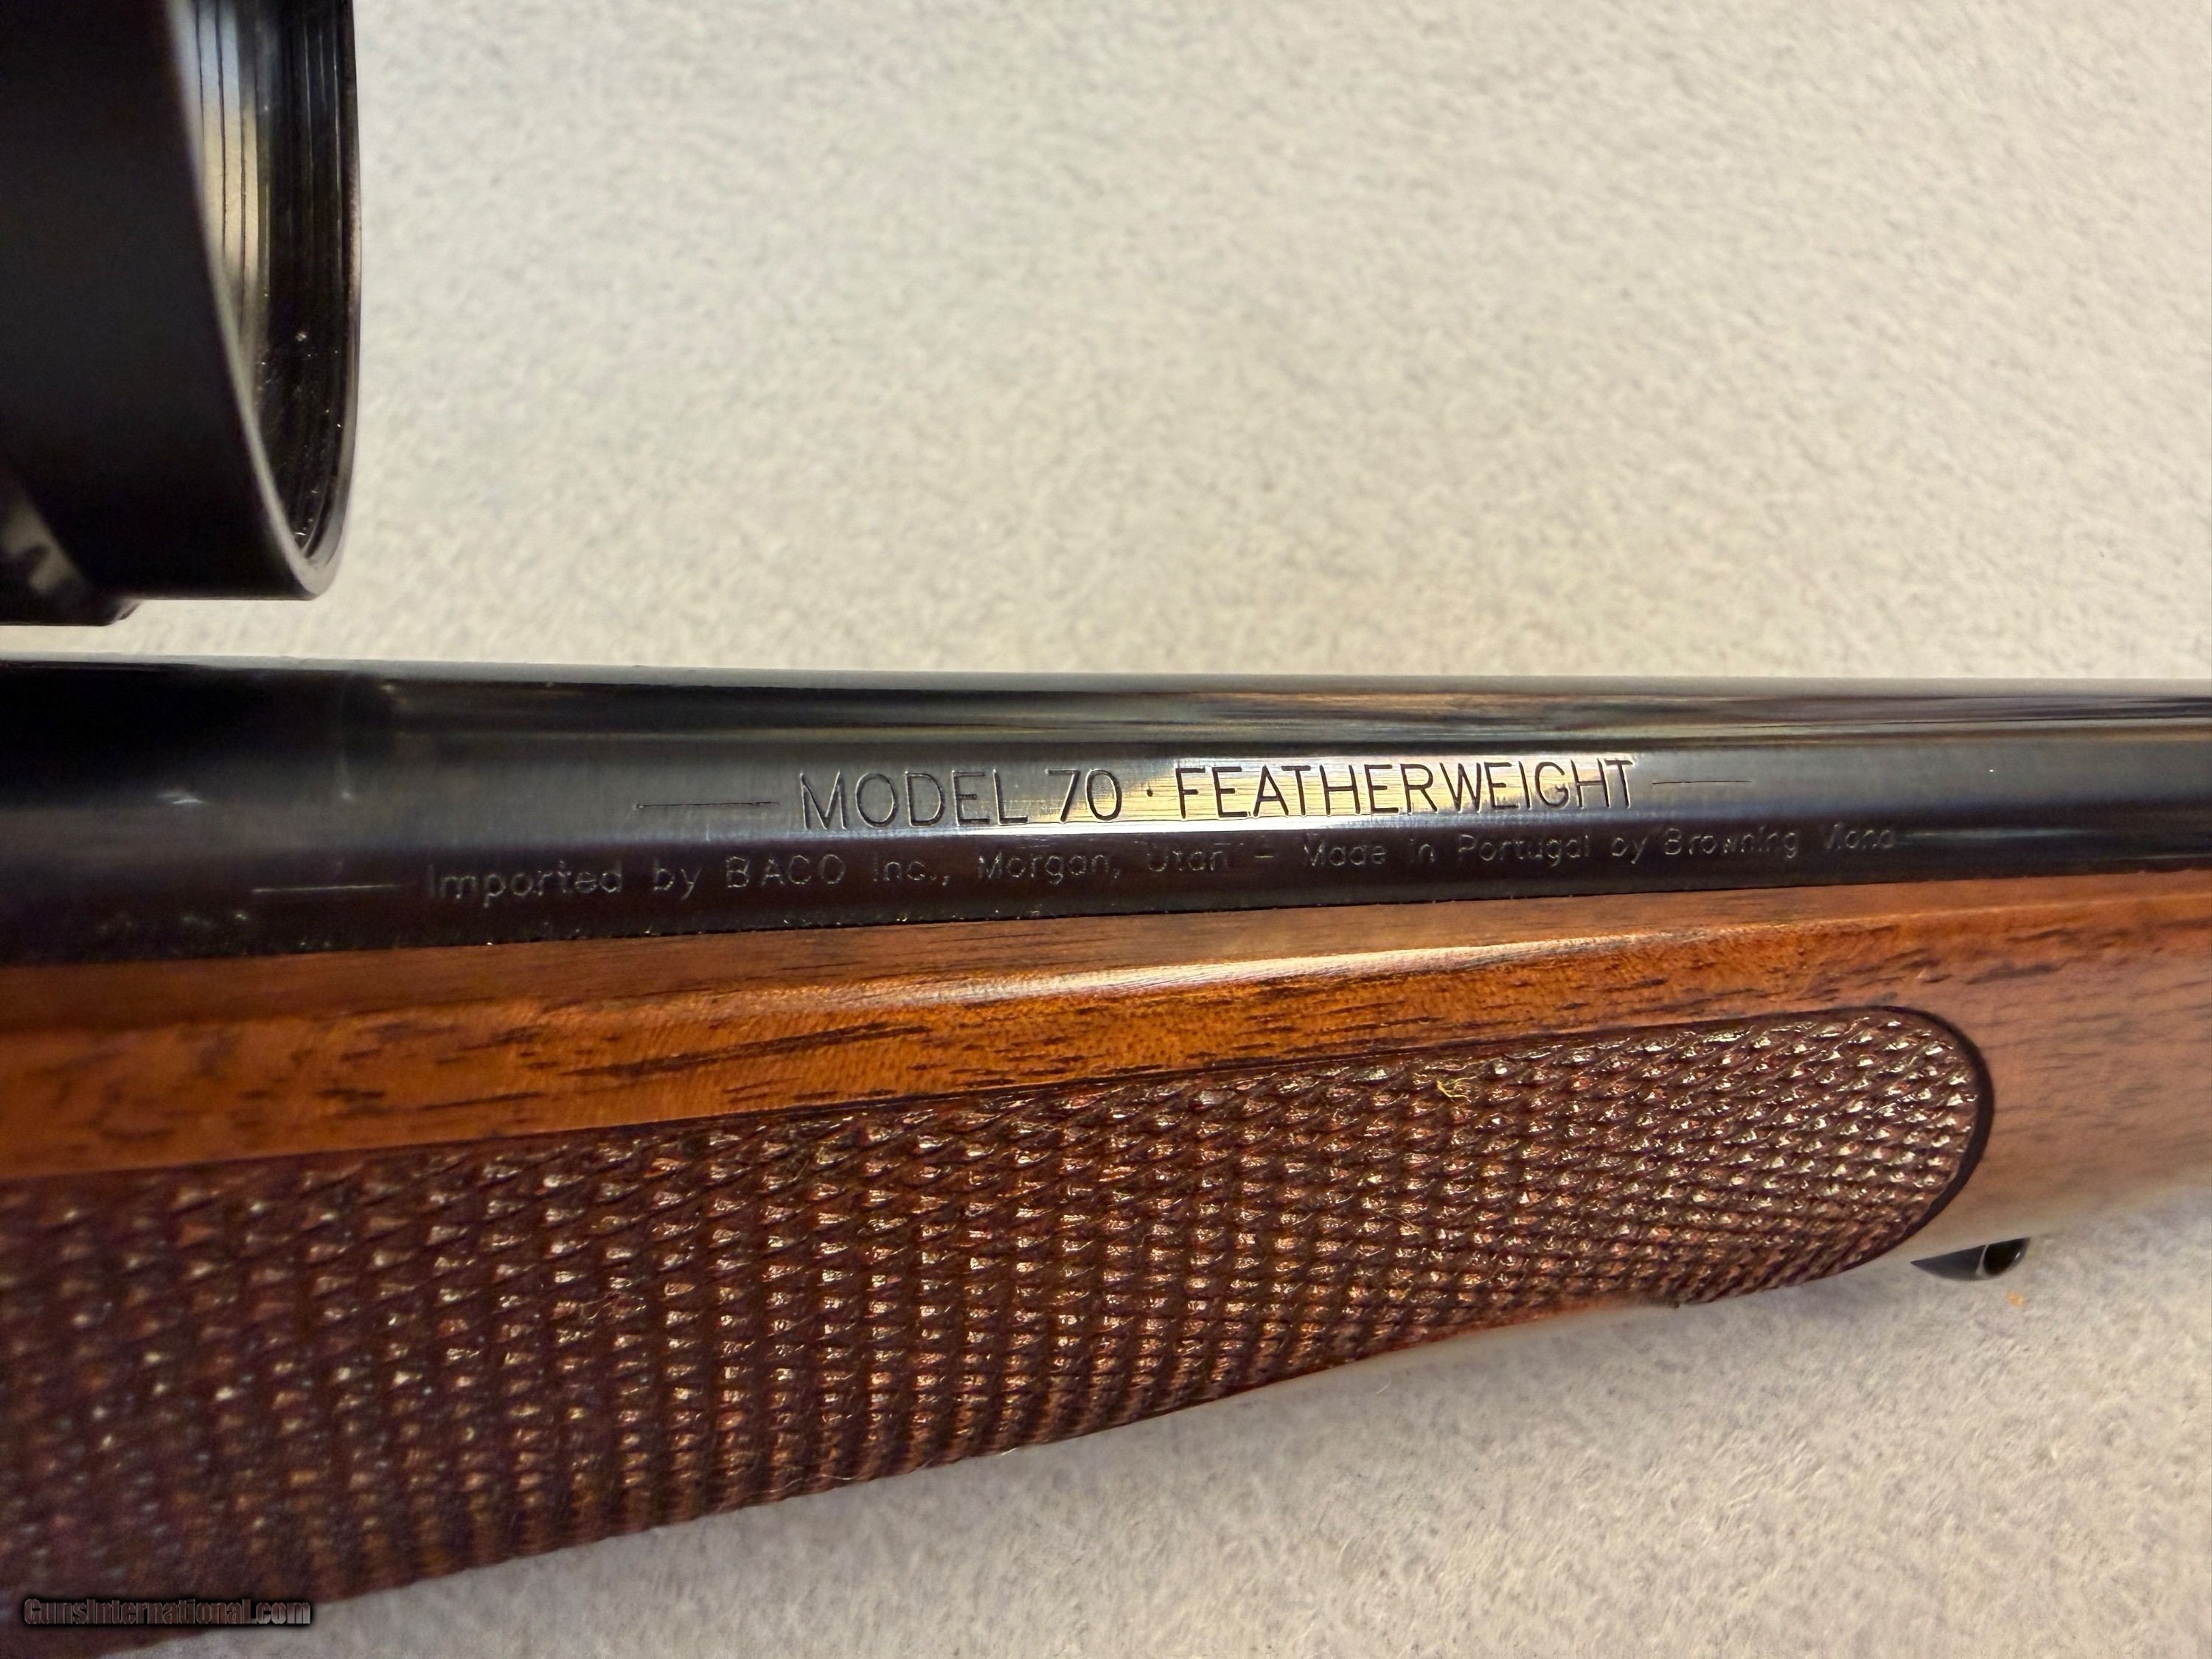 MODEL 70 · FEATHERWEIGHT
Imported by BACO Inc., Morgan, Utah – Made in Portugal by Browning Viana
GunsInternational.com